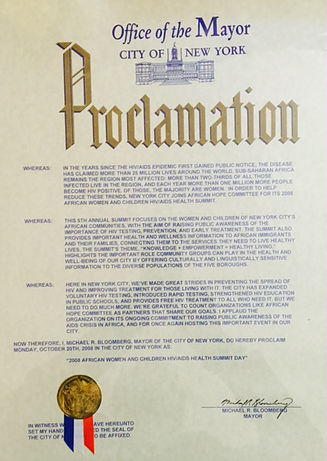 Office of the Mayor
CITY OF NEW YORK
Proclamation
WHEREAS: IN THE YEARS SINCE THE HIV/AIDS EPIDEMIC FIRST GAINED PUBLIC NOTICE, THE DISEASE
HAS CLAIMED MORE THAN 25 MILLION LIVES AROUND THE WORLD. SUB-SAHARAN AFRICA
REMAINS THE REGION MOST AFFECTED: MORE THAN TWO-THIRDS OF ALL THOSE
INFECTED LIVE IN THE REGION, AND EACH YEAR MORE THAN ONE MILLION MORE PEOPLE
BECOME HIV POSITIVE. OF THOSE, THE MAJORITY ARE WOMEN. IN ORDER TO HELP
REDUCE THESE TRENDS, NEW YORK CITY JOINS AFRICAN HOPE COMMITTEE FOR ITS 2008
AFRICAN WOMEN AND CHILDREN HIV/AIDS HEALTH SUMMIT.
WHEREAS: THIS 5TH ANNUAL SUMMIT FOCUSES ON THE WOMEN AND CHILDREN OF NEW YORK CITY'S
AFRICAN COMMUNITIES, WITH THE AIM OF RAISING PUBLIC AWARENESS OF THE
IMPORTANCE OF HIV TESTING, PREVENTION, AND EARLY TREATMENT. THE SUMMIT ALSO
PROVIDES IMPORTANT HEALTH AND WELLNESS INFORMATION TO AFRICAN IMMIGRANTS
AND THEIR FAMILIES, CONNECTING THEM TO THE SERVICES THEY NEED TO LIVE HEALTHY
LIVES. THE SUMMIT'S THEME, "KNOWLEDGE + EMPOWERMENT = HEALTHY LIVING,"
HIGHLIGHTS THE IMPORTANT ROLE COMMUNITY GROUPS CAN PLAY IN THE HEALTH AND
WELL-BEING OF OUR CITY BY OFFERING CULTURALLY AND LINGUISTICALLY SENSITIVE
INFORMATION TO THE DIVERSE POPULATIONS OF THE FIVE BOROUGHS.
WHEREAS: HERE IN NEW YORK CITY, WE'VE MADE GREAT STRIDES IN PREVENTING THE SPREAD OF
HIV AND IMPROVING TREATMENT FOR THOSE LIVING WITH IT. THE CITY HAS EXPANDED
VOLUNTARY HIV TESTING, INTRODUCED RAPID TESTING, STRENGTHENED HIV EDUCATION
IN PUBLIC SCHOOLS, AND PROVIDES FREE HIV TREATMENT TO ALL WHO NEED IT. BUT WE
NEED TO DO MUCH MORE. WE'RE GRATEFUL TO COUNT ORGANIZATIONS LIKE AFRICAN
HOPE COMMITTEE AS PARTNERS THAT SHARE OUR GOALS. I APPLAUD THE
ORGANIZATION ON ITS ONGOING COMMITMENT TO RAISING PUBLIC AWARENESS OF THE
AIDS CRISIS IN AFRICA, AND FOR ONCE AGAIN HOSTING THIS IMPORTANT EVENT IN OUR
CITY.
NOW THEREFORE, I, MICHAEL R. BLOOMBERG, MAYOR OF THE CITY OF NEW YORK, DO HEREBY PROCLAIM
MONDAY, OCTOBER 20TH, 2008 IN THE CITY OF NEW YORK AS:
"2008 AFRICAN WOMEN AND CHILDREN HIV/AIDS HEALTH SUMMIT DAY"
MICHAEL R. BLOOMBERG
MAYOR
IN WITNESS HAVE HEREUNTO
SET MY HAND THE SEAL OF
THE CITY OF TO BE AFFIXED.